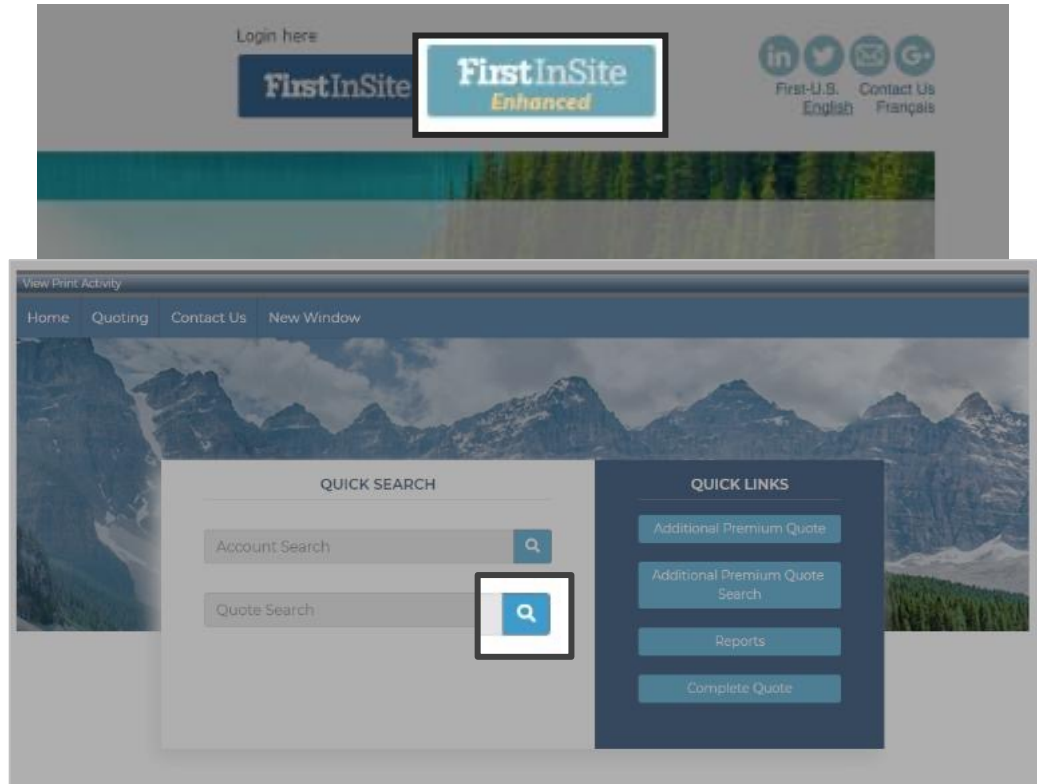 Login here
FirstInSite
FirstInSite
Enhanced
in G+
First-U.S. Contact Us
English Français
View Print Activity
Home Quoting Contact Us New Window
QUICK SEARCH
Account Search
Quote Search
QUICK LINKS
Additional Premium Quote
Additional Premium Quote
Search
Reports
Complete Quote